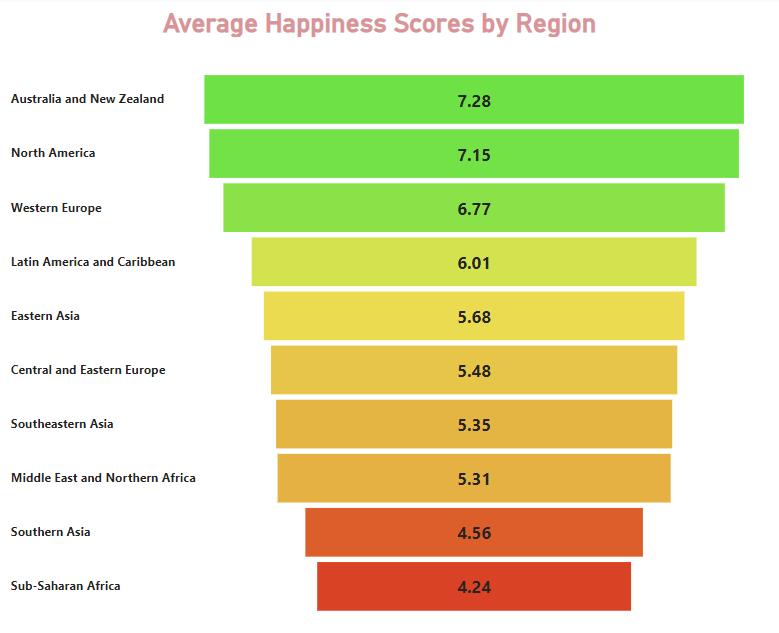 Average Happiness Scores by Region
Australia and New Zealand 7.28
North America 7.15
Western Europe 6.77
Latin America and Caribbean 6.01
Eastern Asia 5.68
Central and Eastern Europe 5.48
Southeastern Asia 5.35
Middle East and Northern Africa 5.31
Southern Asia 4.56
Sub-Saharan Africa 4.24